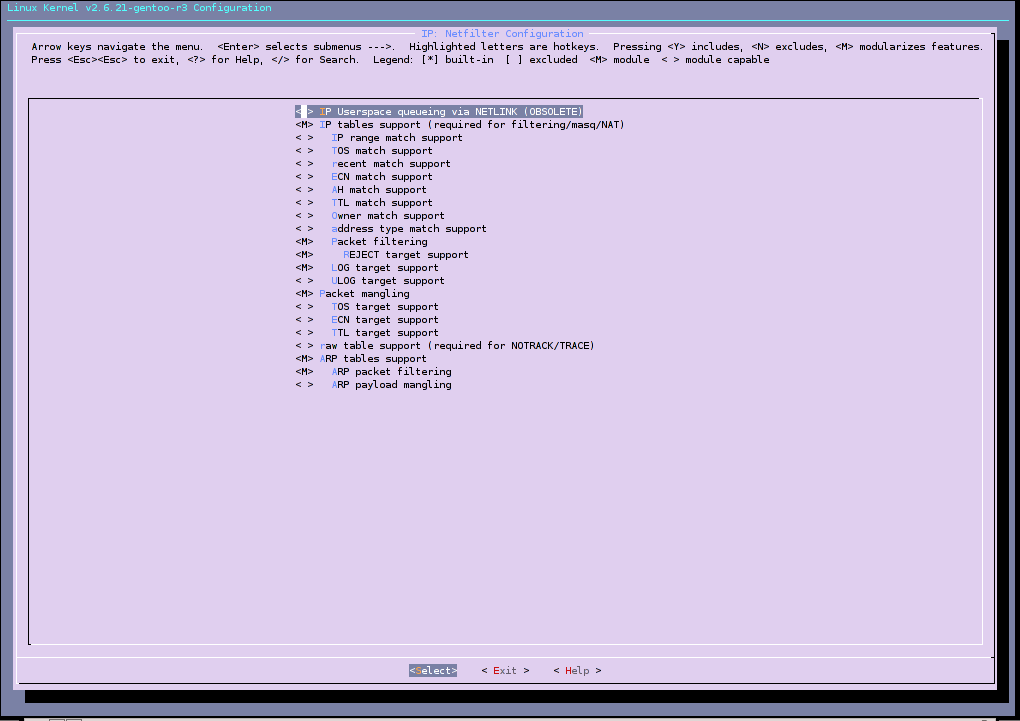 Linux Kernel v2.6.21-gentoo-r3 Configuration
IP: Netfilter Configuration
Arrow keys navigate the menu.  <Enter> selects submenus --->.  Highlighted letters are hotkeys.  Pressing <Y> includes, <N> excludes, <M> modularizes features.
Press <Esc><Esc> to exit, <?> for Help, </> for Search.  Legend: [*] built-in  [ ] excluded  <M> module  < > module capable
< > IP Userspace queueing via NETLINK (OBSOLETE)
<M> IP tables support (required for filtering/masq/NAT)
< >   IP range match support
< >   TOS match support
< >   recent match support
< >   ECN match support
< >   AH match support
< >   TTL match support
< >   Owner match support
< >   address type match support
<M>   Packet filtering
<M>     REJECT target support
<M>   LOG target support
< >   ULOG target support
<M> Packet mangling
< >   TOS target support
< >   ECN target support
< >   TTL target support
< > raw table support (required for NOTRACK/TRACE)
<M> ARP tables support
<M>   ARP packet filtering
< >   ARP payload mangling
<Select>    < Exit >    < Help >